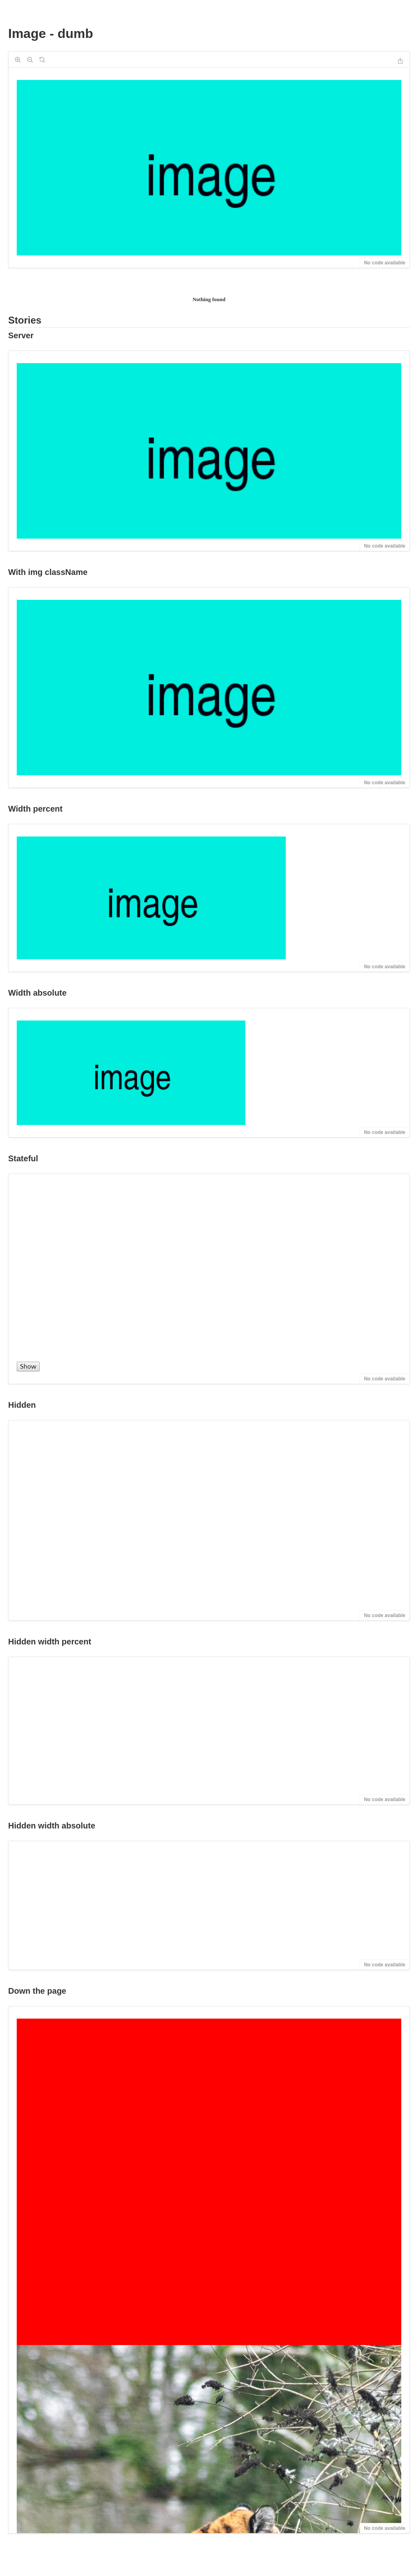 Image - dumb
image
No code available
Nothing found
Stories
Server
image
No code available
With img className
image
No code available
Width percent
image
No code available
Width absolute
image
No code available
Stateful
Show
No code available
Hidden
No code available
Hidden width percent
No code available
Hidden width absolute
No code available
Down the page
No code available